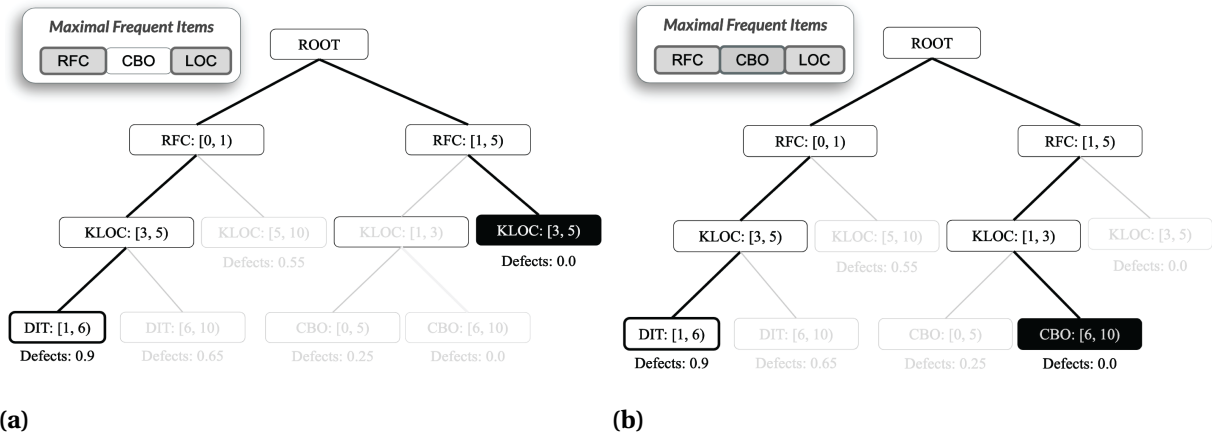 Maximal Frequent Items
RFC CBO LOC
ROOT
RFC: [0, 1)
RFC: [1, 5)
KLOC: [3, 5)
KLOC: [5, 10)
KLOC: [1, 3)
KLOC: [3, 5)
Defects: 0.55
Defects: 0.0
DIT: [1, 6)
DIT: [6, 10)
CBO: [0, 5)
CBO: [6, 10)
Defects: 0.9
Defects: 0.65
Defects: 0.25
Defects: 0.0
(a)
Maximal Frequent Items
RFC CBO LOC
ROOT
RFC: [0, 1)
RFC: [1, 5)
KLOC: [3, 5)
KLOC: [5, 10)
KLOC: [1, 3)
KLOC: [3, 5)
Defects: 0.55
Defects: 0.0
DIT: [1, 6)
DIT: [6, 10)
CBO: [0, 5)
CBO: [6, 10)
Defects: 0.9
Defects: 0.65
Defects: 0.25
Defects: 0.0
(b)